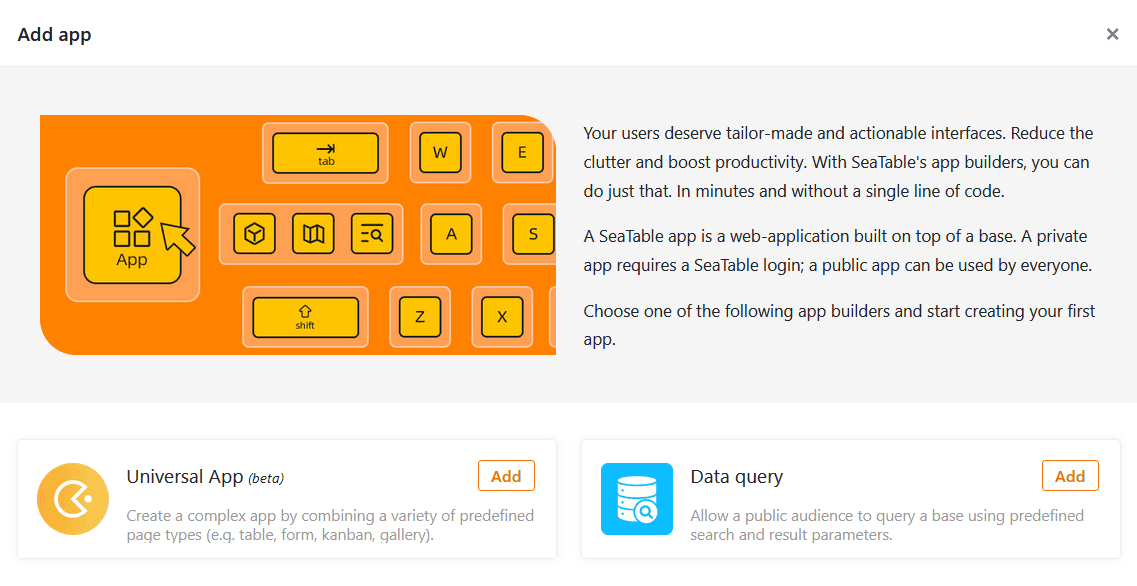 Add app
×
Your users deserve tailor-made and actionable interfaces. Reduce the
clutter and boost productivity. With SeaTable's app builders, you can
do just that. In minutes and without a single line of code.
A SeaTable app is a web-application built on top of a base. A private
app requires a SeaTable login; a public app can be used by everyone.
Choose one of the following app builders and start creating your first
app.
tab
W
E
App
A
S
shift
Z
X
Universal App (beta)
Add
Create a complex app by combining a variety of predefined
page types (e.g. table, form, kanban, gallery).
Data query
Add
Allow a public audience to query a base using predefined
search and result parameters.